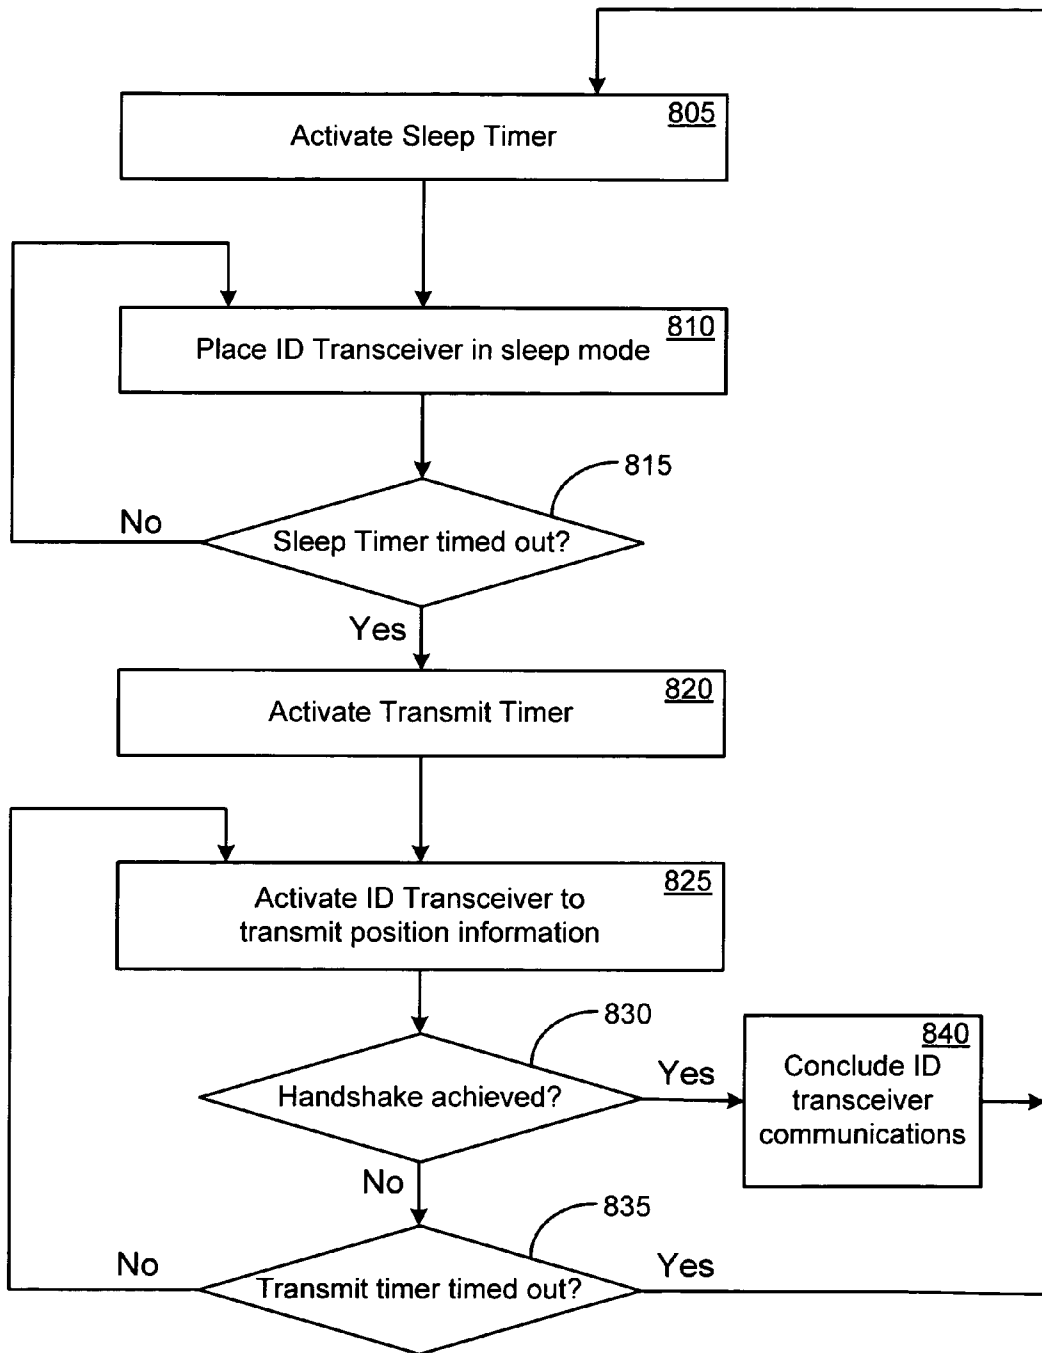 805
Activate Sleep Timer
810
Place ID Transceiver in sleep mode
815
No
Sleep Timer timed out?
Yes
820
Activate Transmit Timer
825
Activate ID Transceiver to
transmit position information
830
Handshake achieved?
Yes
840
Conclude ID
transceiver
communications
No
835
No
Transmit timer timed out?
Yes